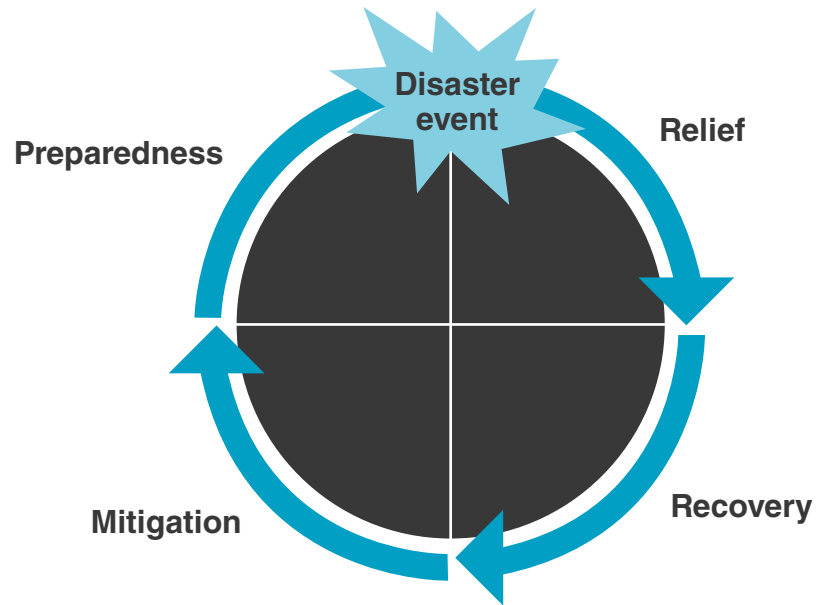 Disaster
event
Relief
Preparedness
Recovery
Mitigation